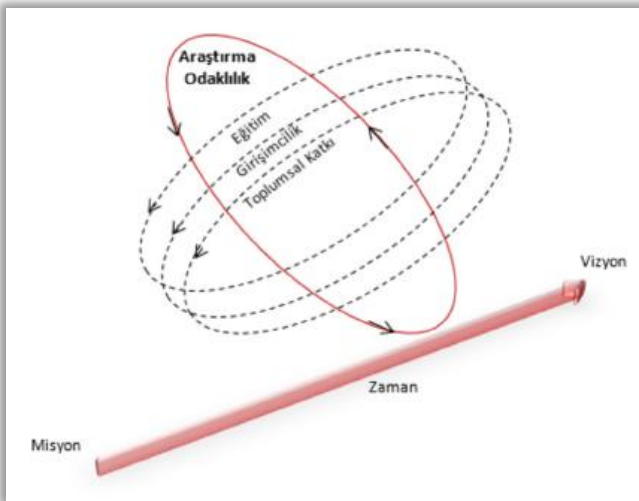 Araştırma
Odaklılık
Eğitim
Girişimcilik
Toplumsal Katkı
Vizyon
Zaman
Misyon